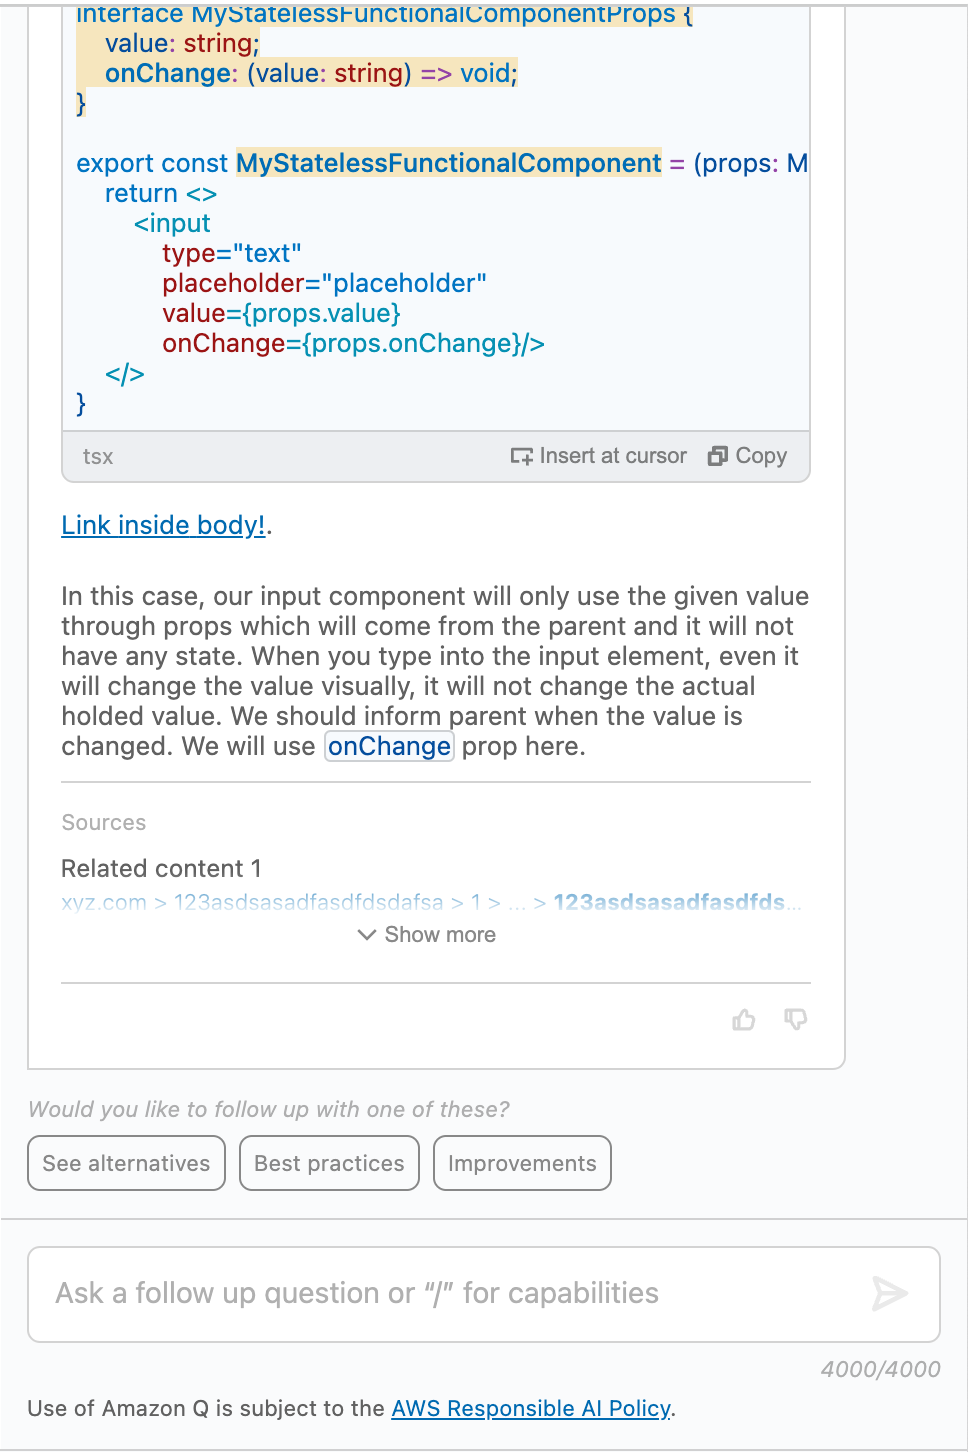 interface MyStatelessFunctionalComponentProps {
value: string;
onChange: (value: string) => void;
}
export const MyStatelessFunctionalComponent = (props: M
return <>
<input
type="text"
placeholder="placeholder"
value={props.value}
onChange={props.onChange}/>
</>
}
tsx
Insert at cursor
Copy
Link inside body!.
In this case, our input component will only use the given value
through props which will come from the parent and it will not
have any state. When you type into the input element, even it
will change the value visually, it will not change the actual
holded value. We should inform parent when the value is
changed. We will use onChange prop here.
Sources
Related content 1
xyz.com > 123asdsasadfasdfdsdafsa > 1 > ... > 123asdsasadfasdfds...
Show more
Would you like to follow up with one of these?
See alternatives
Best practices
Improvements
Ask a follow up question or “/” for capabilities
4000/4000
Use of Amazon Q is subject to the AWS Responsible AI Policy.